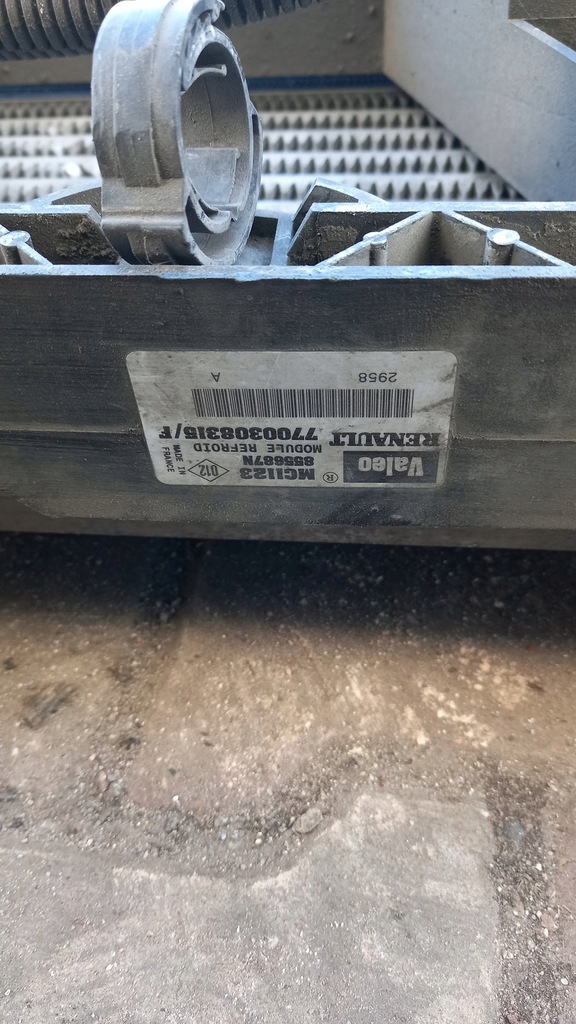 Valeo ®
MC1123
855687N
012
MADE IN
FRANCE
MODULE REFROID
RENAULT 7700308315/F
2958 A